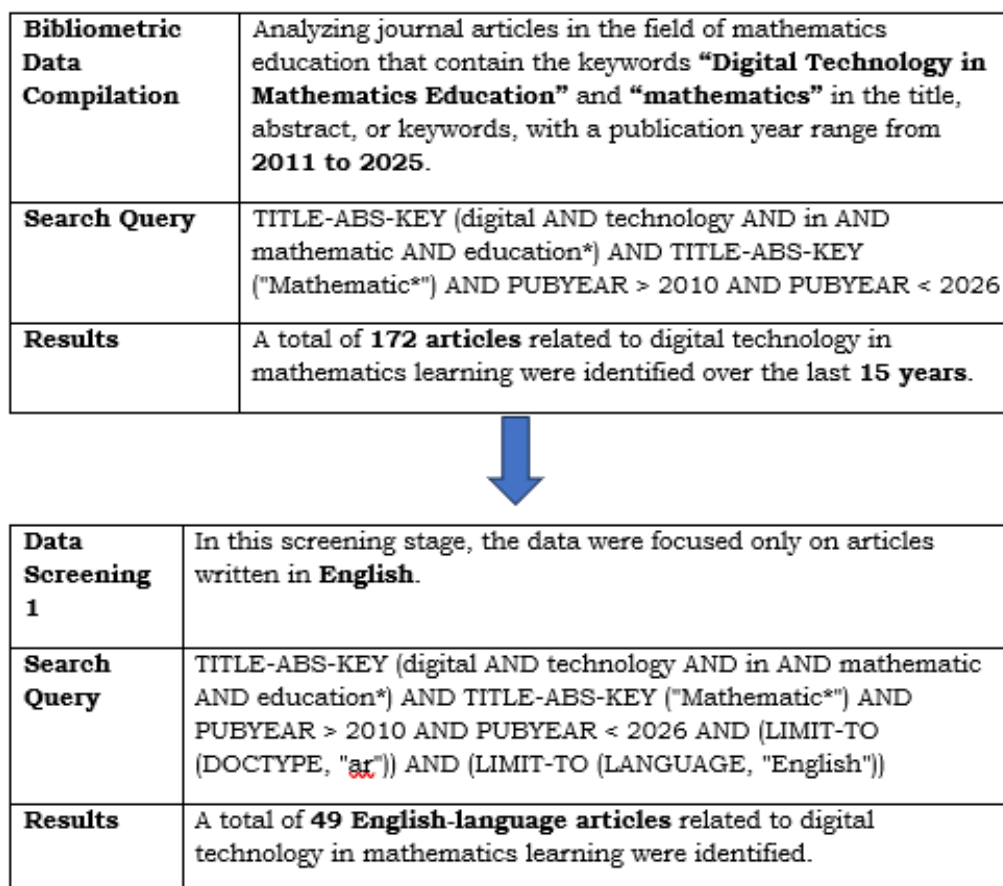 Bibliometric Data Compilation
Analyzing journal articles in the field of mathematics
education that contain the keywords “Digital Technology in
Mathematics Education” and “mathematics” in the title,
abstract, or keywords, with a publication year range from
2011 to 2025.
Search Query
TITLE-ABS-KEY (digital AND technology AND in AND
mathematic AND education*) AND TITLE-ABS-KEY
("Mathematic*") AND PUBYEAR > 2010 AND PUBYEAR < 2026
Results
A total of 172 articles related to digital technology in
mathematics learning were identified over the last 15 years.
Data Screening 1
In this screening stage, the data were focused only on articles
written in English.
Search Query
TITLE-ABS-KEY (digital AND technology AND in AND mathematic
AND education*) AND TITLE-ABS-KEY ("Mathematic*") AND
PUBYEAR > 2010 AND PUBYEAR < 2026 AND (LIMIT-TO
(DOCTYPE, "ar")) AND (LIMIT-TO (LANGUAGE, "English"))
Results
A total of 49 English-language articles related to digital
technology in mathematics learning were identified.